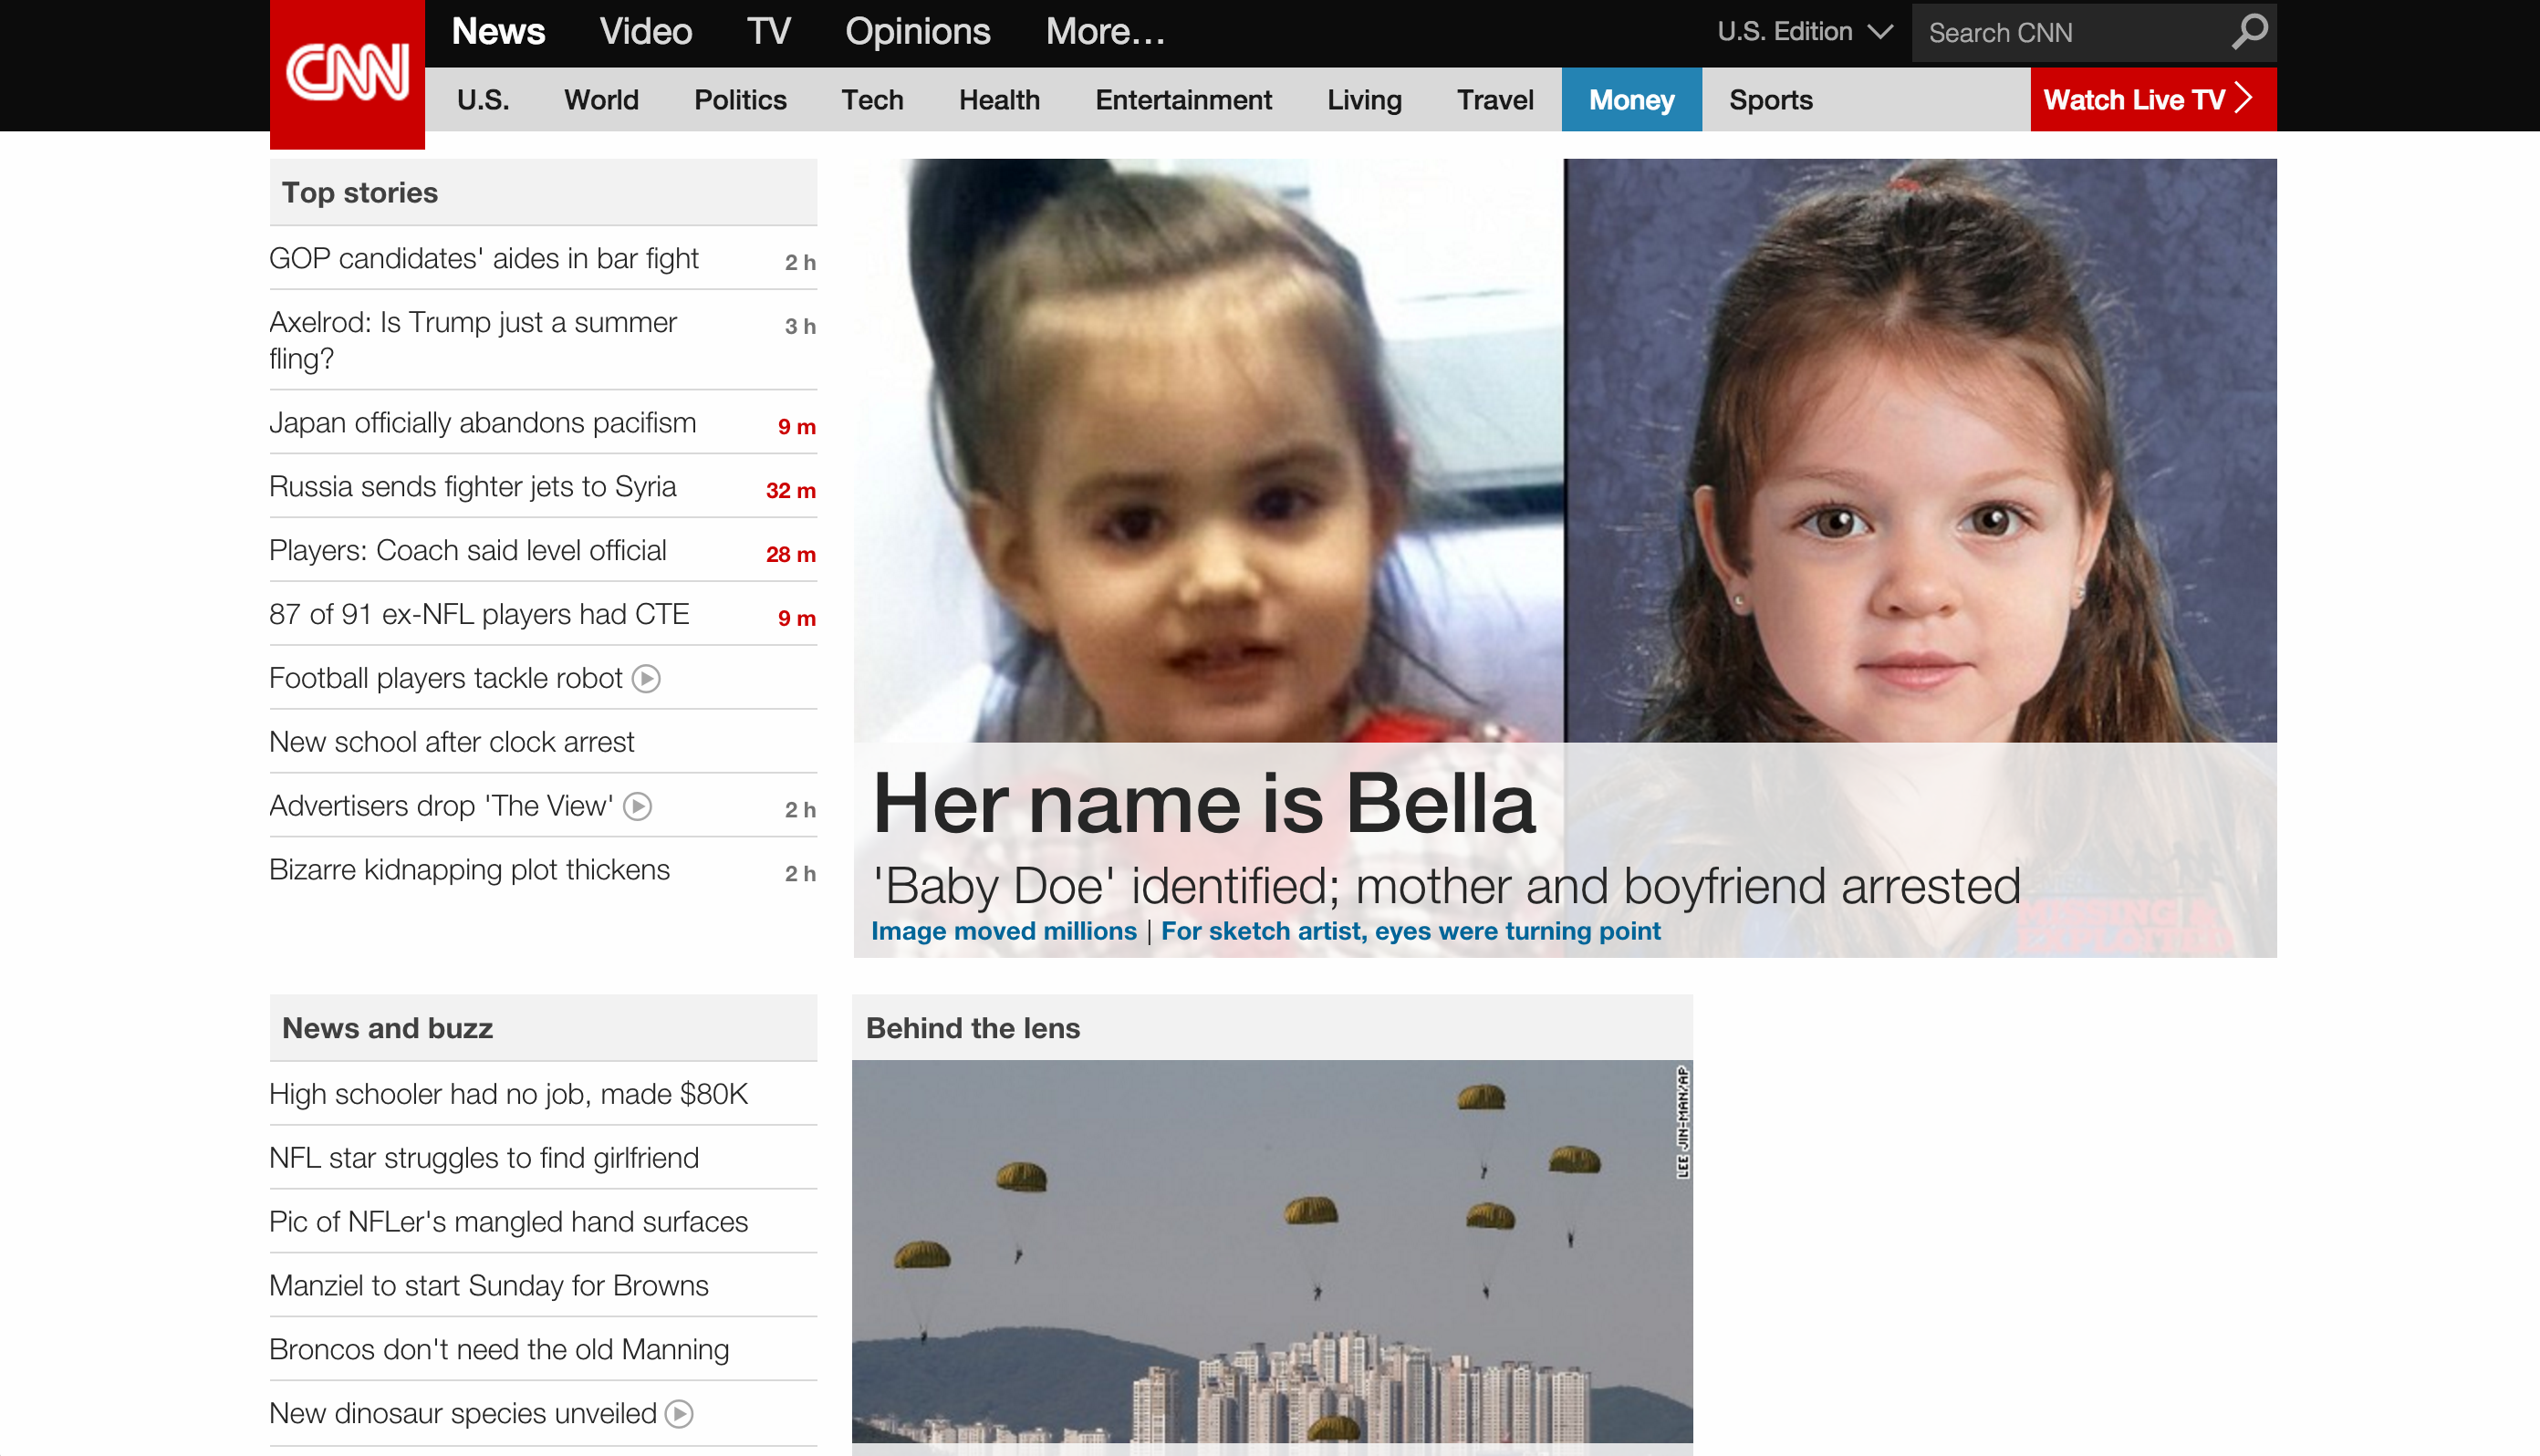 CNN
News Video TV Opinions More...
U.S. Edition
Search CNN
U.S. World Politics Tech Health Entertainment Living Travel Money Sports
Watch Live TV
Top stories
GOP candidates' aides in bar fight 2 h
Axelrod: Is Trump just a summer 3 h
fling?
Japan officially abandons pacifism 9 m
Russia sends fighter jets to Syria 32 m
Players: Coach said level official 28 m
87 of 91 ex-NFL players had CTE 9 m
Football players tackle robot
New school after clock arrest
Advertisers drop 'The View' 2 h
Bizarre kidnapping plot thickens 2 h
Her name is Bella
'Baby Doe' identified; mother and boyfriend arrested
Image moved millions | For sketch artist, eyes were turning point
MISSING &
EXPLOITED
News and buzz
High schooler had no job, made $80K
NFL star struggles to find girlfriend
Pic of NFLer's mangled hand surfaces
Manziel to start Sunday for Browns
Broncos don't need the old Manning
New dinosaur species unveiled
Behind the lens
LEE JIN-MAN/AP